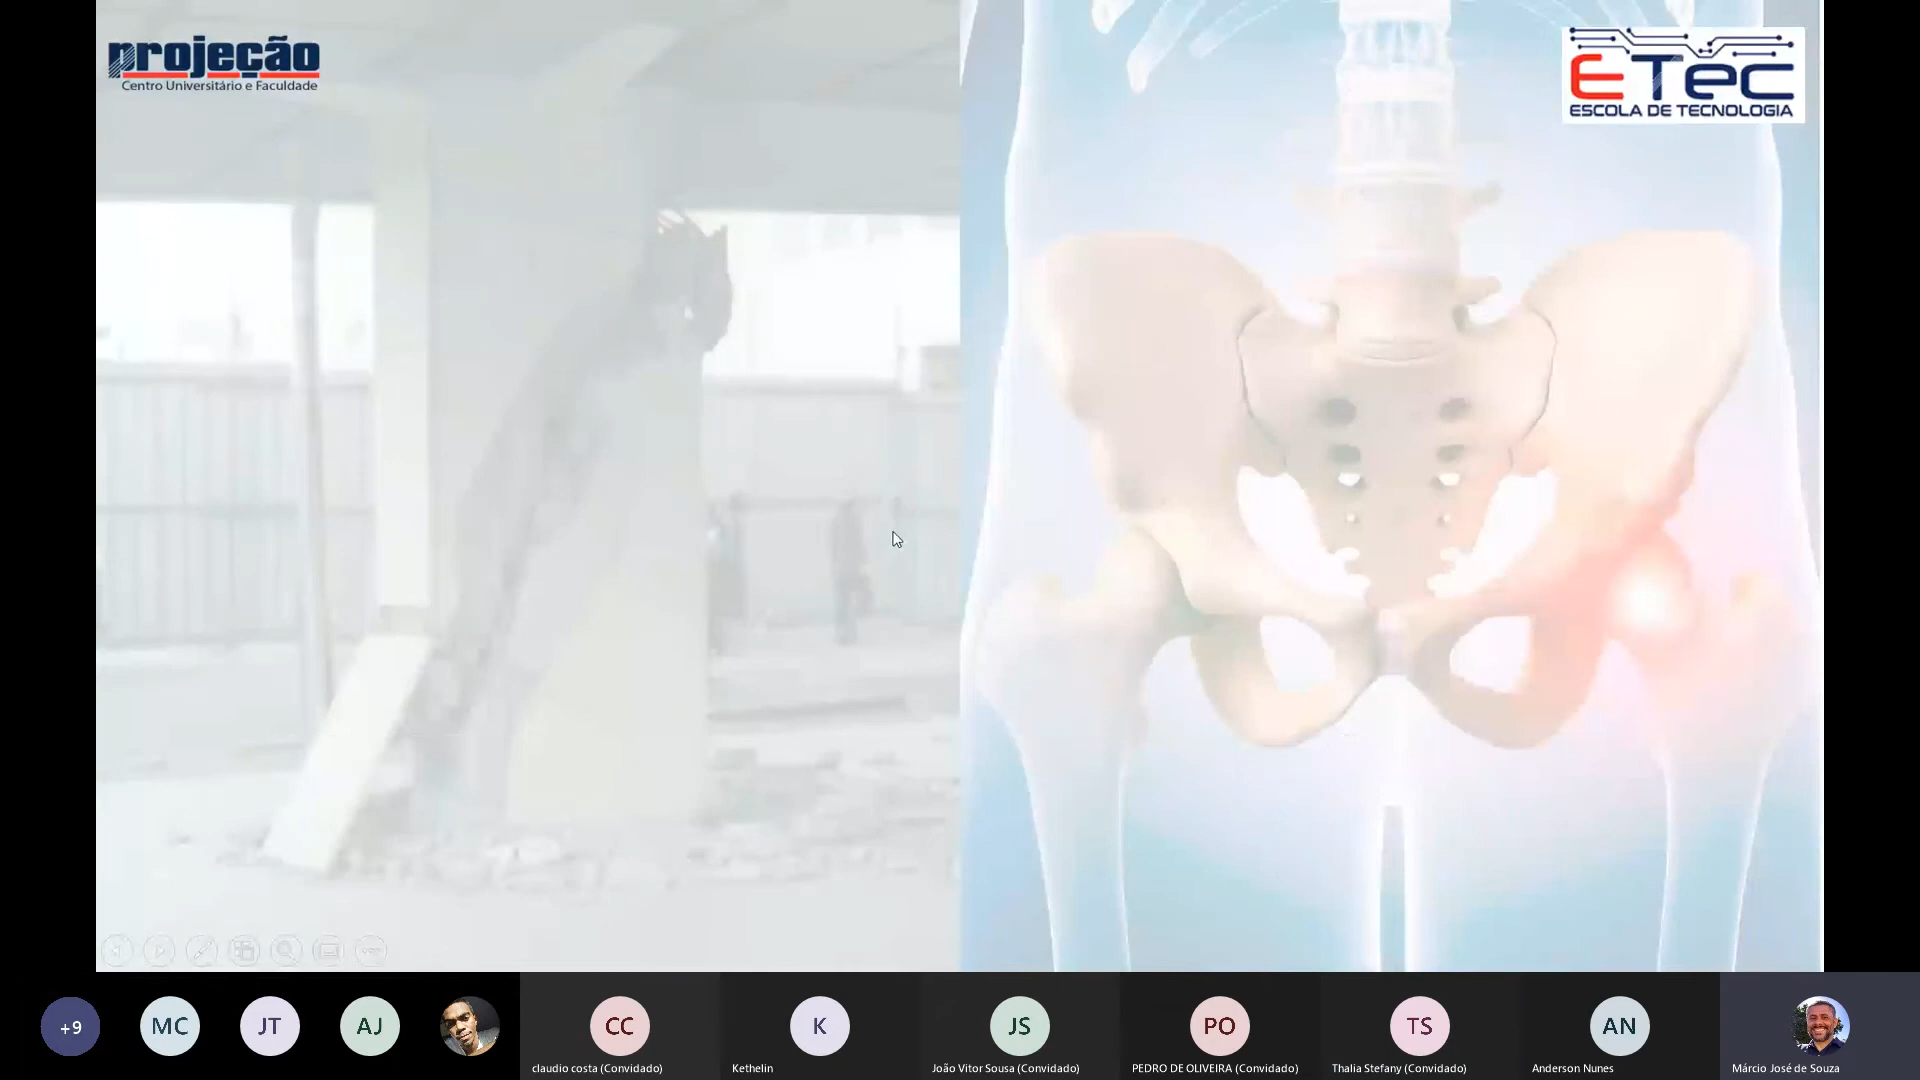 projeção
Centro Universitário e Faculdade
ETec
ESCOLA DE TECNOLOGIA
+9
MC
JT
AJ
CC
K
JS
PO
TS
AN
claudio costa (Convidado)
Kethelin
João Vitor Sousa (Convidado)
PEDRO DE OLIVEIRA (Convidado)
Thalia Stefany (Convidado)
Anderson Nunes
Márcio José de Souza